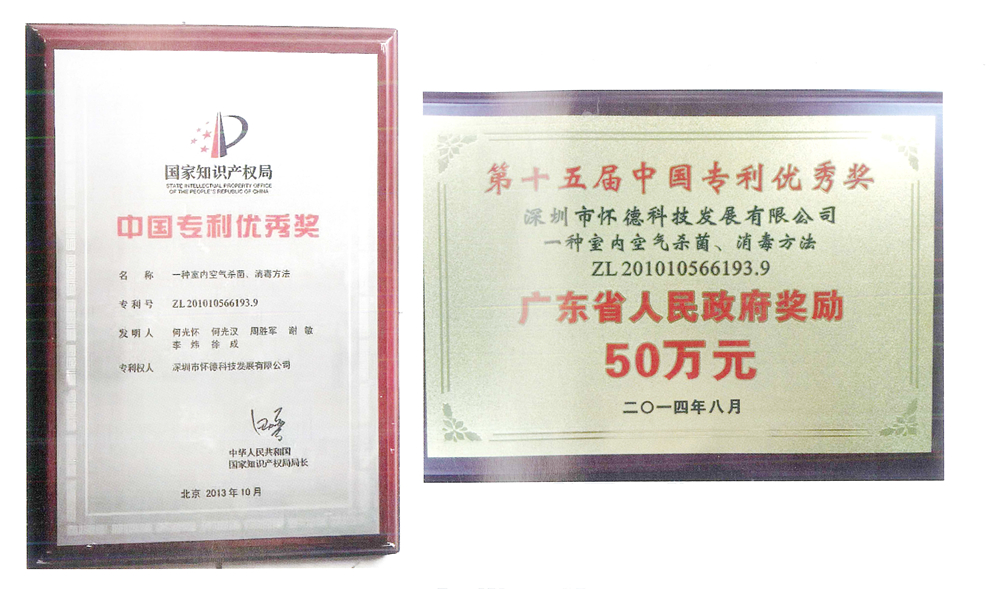 国家知识产权局
STATE INTELLECTUAL PROPERTY OFFICE
OF THE PEOPLE'S REPUBLIC OF CHINA
中国专利优秀奖
名 称 一种室内空气杀菌、消毒方法
专利号 ZL 201010566193.9
发明人 何光怀 何光汉 周胜军 谢 敏
李 炜 徐 成
专利权人 深圳市怀德科技发展有限公司
中华人民共和国
国家知识产权局局长
北京 2013年10月
第十五届中国专利优秀奖
深圳市怀德科技发展有限公司
一种室内空气杀菌、消毒方法
ZL 201010566193.9
广东省人民政府奖励
50万元
二〇一四年八月